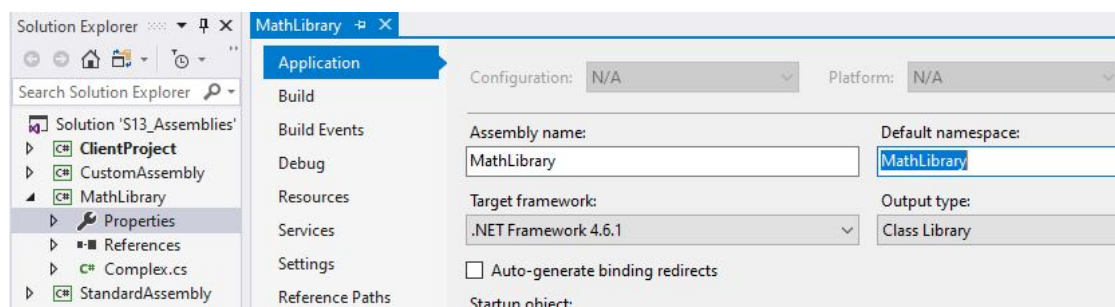 Solution Explorer
Search Solution Explorer
Solution 'S13_Assemblies'
C# ClientProject
C# CustomAssembly
C# MathLibrary
Properties
References
C# Complex.cs
C# StandardAssembly
MathLibrary
Application
Build
Build Events
Debug
Resources
Services
Settings
Reference Paths
Configuration: N/A Platform: N/A
Assembly name: Default namespace:
MathLibrary MathLibrary
Target framework: Output type:
.NET Framework 4.6.1 Class Library
Auto-generate binding redirects
Startup object: